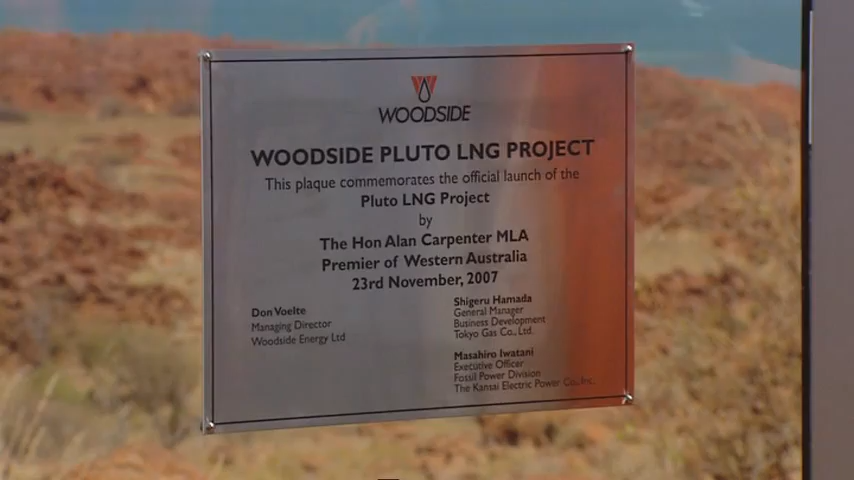 WOODSIDE
WOODSIDE PLUTO LNG PROJECT
This plaque commemorates the official launch of the
Pluto LNG Project
by
The Hon Alan Carpenter MLA
Premier of Western Australia
23rd November, 2007
Don Voelte
Managing Director
Woodside Energy Ltd
Shigeru Hamada
General Manager
Business Development
Tokyo Gas Co., Ltd.
Masahiro Iwatani
Executive Officer
Fossil Power Division
The Kansai Electric Power Co., Inc.